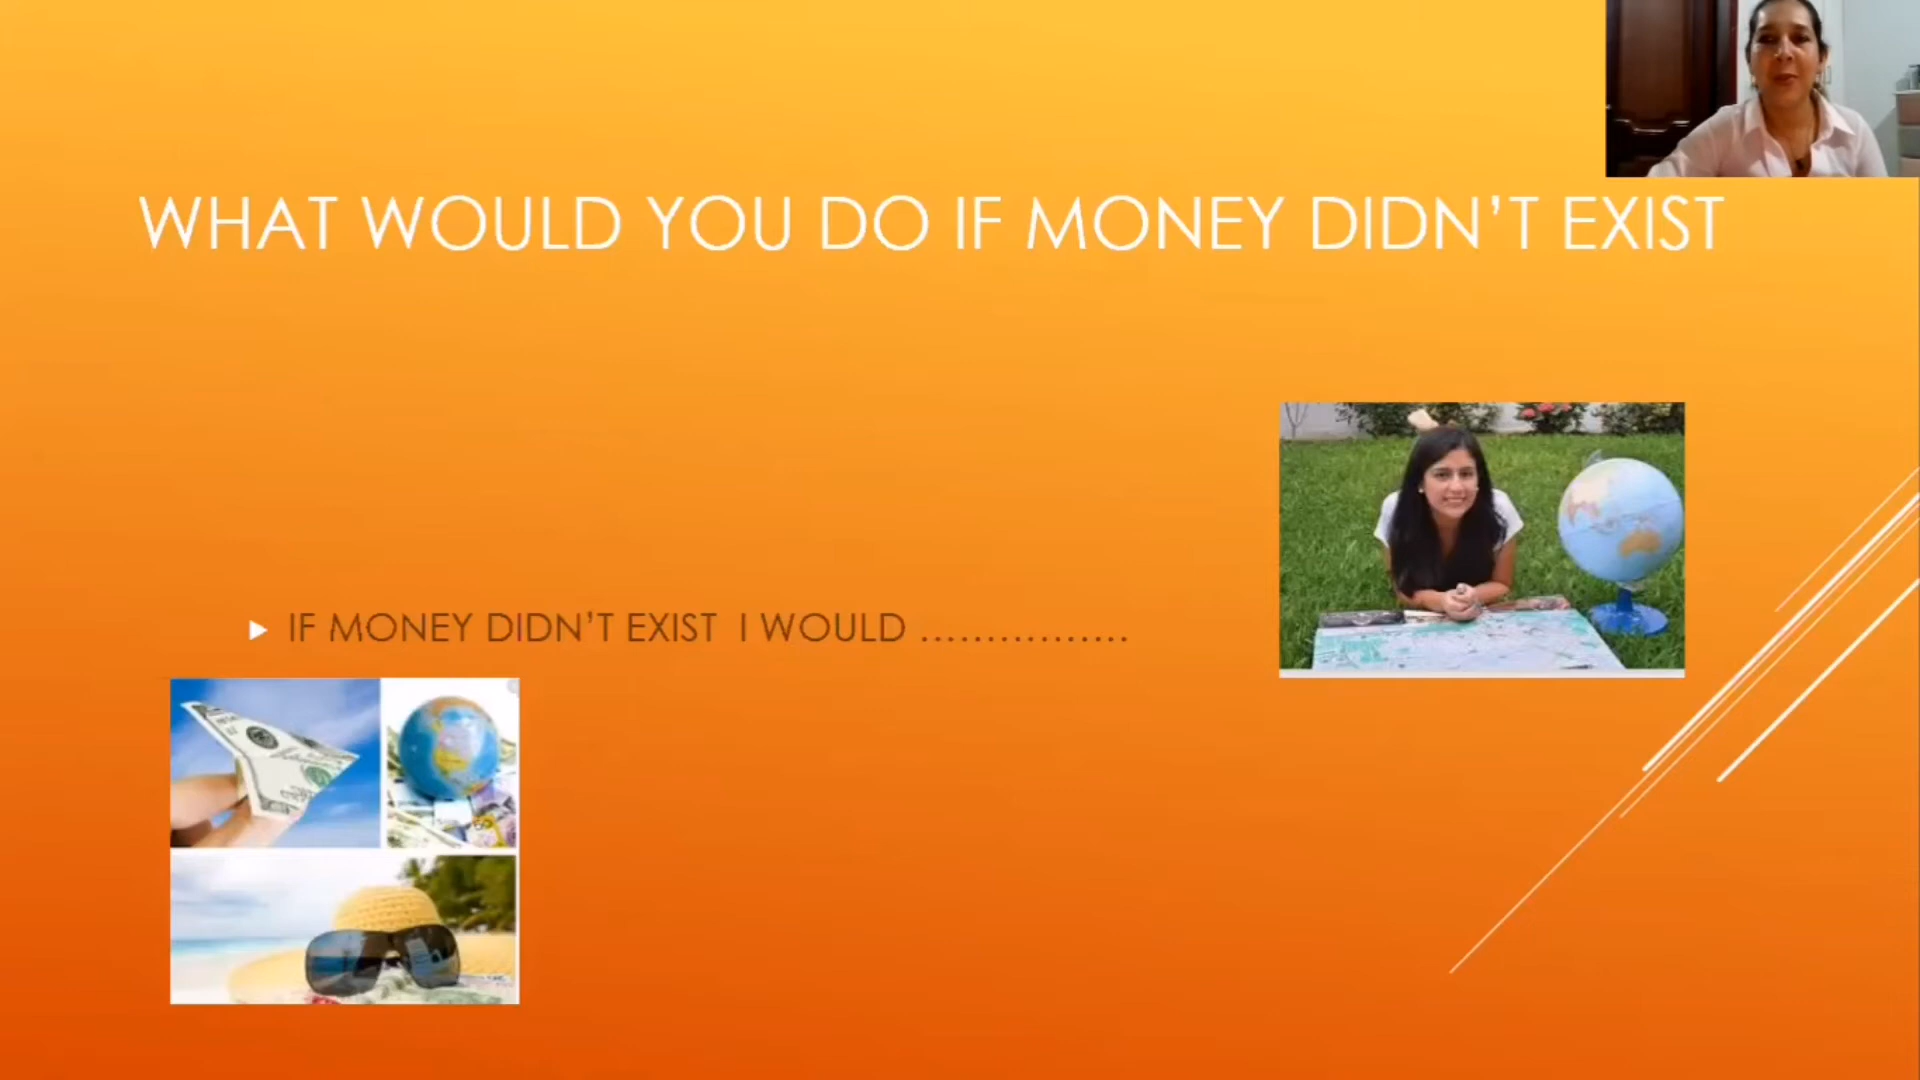 WHAT WOULD YOU DO IF MONEY DIDN'T EXIST
IF MONEY DIDN'T EXIST I WOULD ................